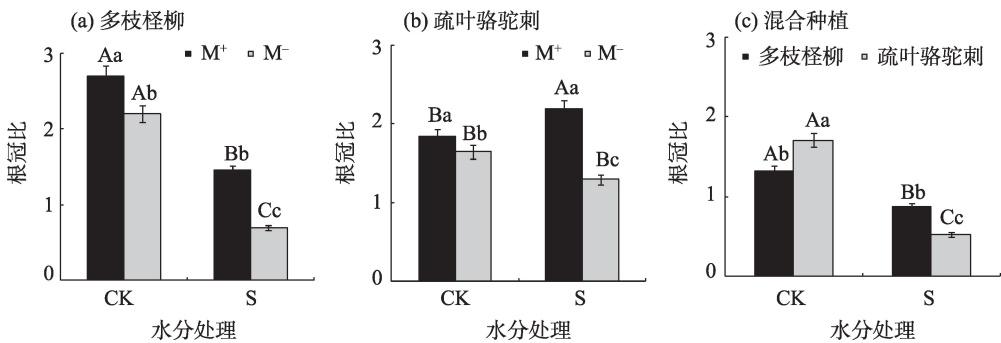 (a) 多枝柽柳
M⁺ M⁻
3
2
1
0
根冠比
Aa
Ab
Bb
Cc
CK S
水分处理
(b) 疏叶骆驼刺
M⁺ M⁻
3
2
1
0
根冠比
Ba
Bb
Aa
Bc
CK S
水分处理
(c) 混合种植
多枝柽柳 疏叶骆驼刺
3
2
1
0
根冠比
Ab
Aa
Bb
Cc
CK S
水分处理